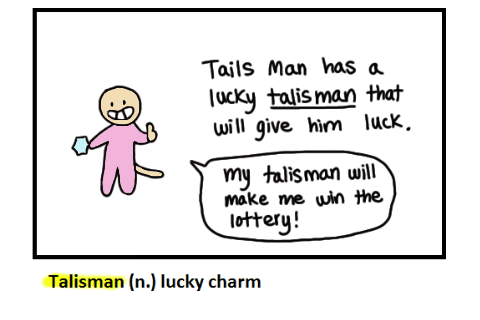 Tails Man has a
lucky talisman that
will give him luck.
my talisman will
make me win the
lottery!
Talisman (n.) lucky charm